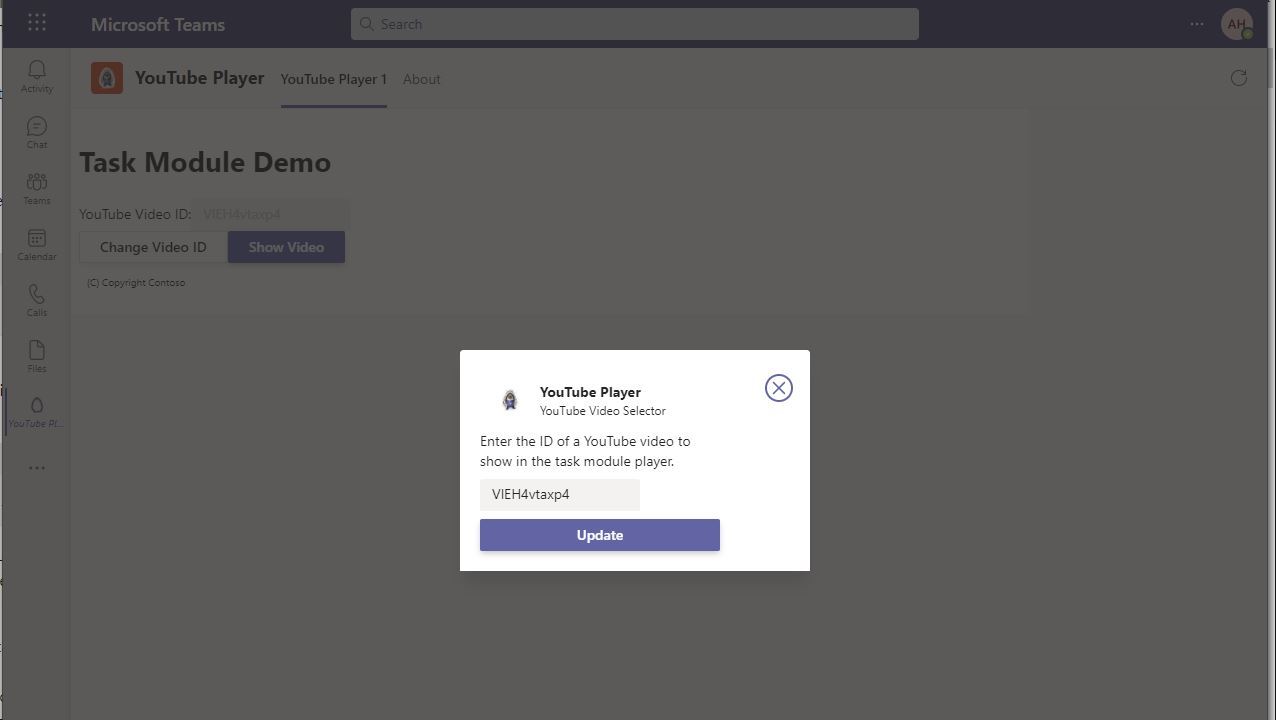 Microsoft Teams
Search
AH
Activity
Chat
Teams
Calendar
Calls
Files
YouTube Pl...
YouTube Player
YouTube Player 1
About
Task Module Demo
YouTube Video ID: VIEH4vtaxp4
Change Video ID
Show Video
(C) Copyright Contoso
YouTube Player
YouTube Video Selector
Enter the ID of a YouTube video to
show in the task module player.
VIEH4vtaxp4
Update